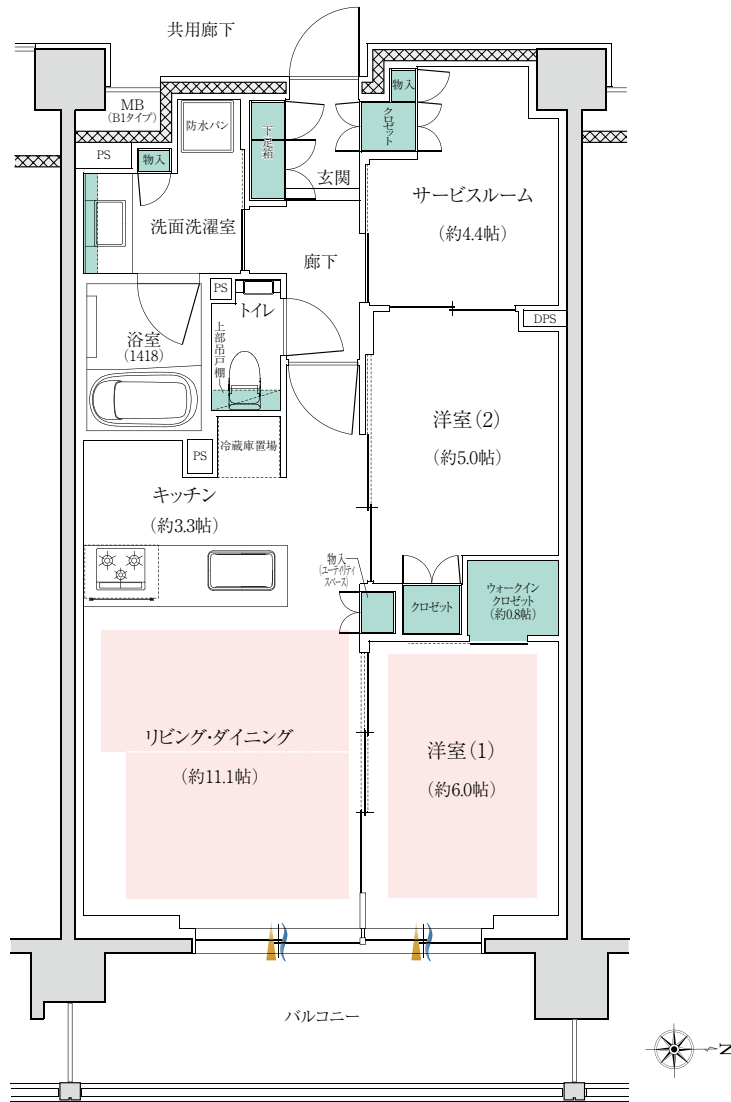 共用廊下
MB
(B1タイプ)
防水パン
下足箱
物入
クロゼット
PS
物入
玄関
サービスルーム
(約4.4帖)
洗面洗濯室
廊下
PS
トイレ
DPS
浴室
(1418)
上部吊戸棚
洋室(2)
(約5.0帖)
冷蔵庫置場
PS
キッチン
(約3.3帖)
物入
(ユーティリティ
スペース)
クロゼット
ウォークイン
クロゼット
(約0.8帖)
リビング・ダイニング
(約11.1帖)
洋室(1)
(約6.0帖)
バルコニー
N